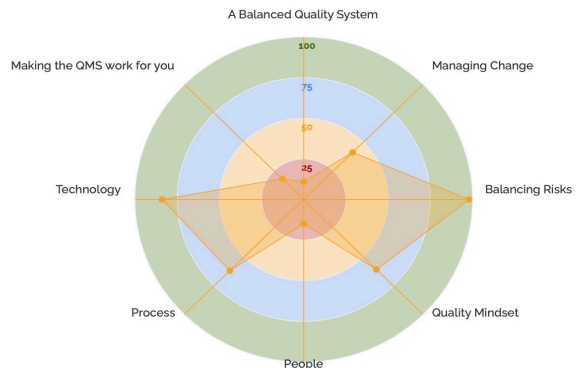 A Balanced Quality System
100
Making the QMS work for you
Managing Change
75
50
25
Technology
Balancing Risks
Process
Quality Mindset
People